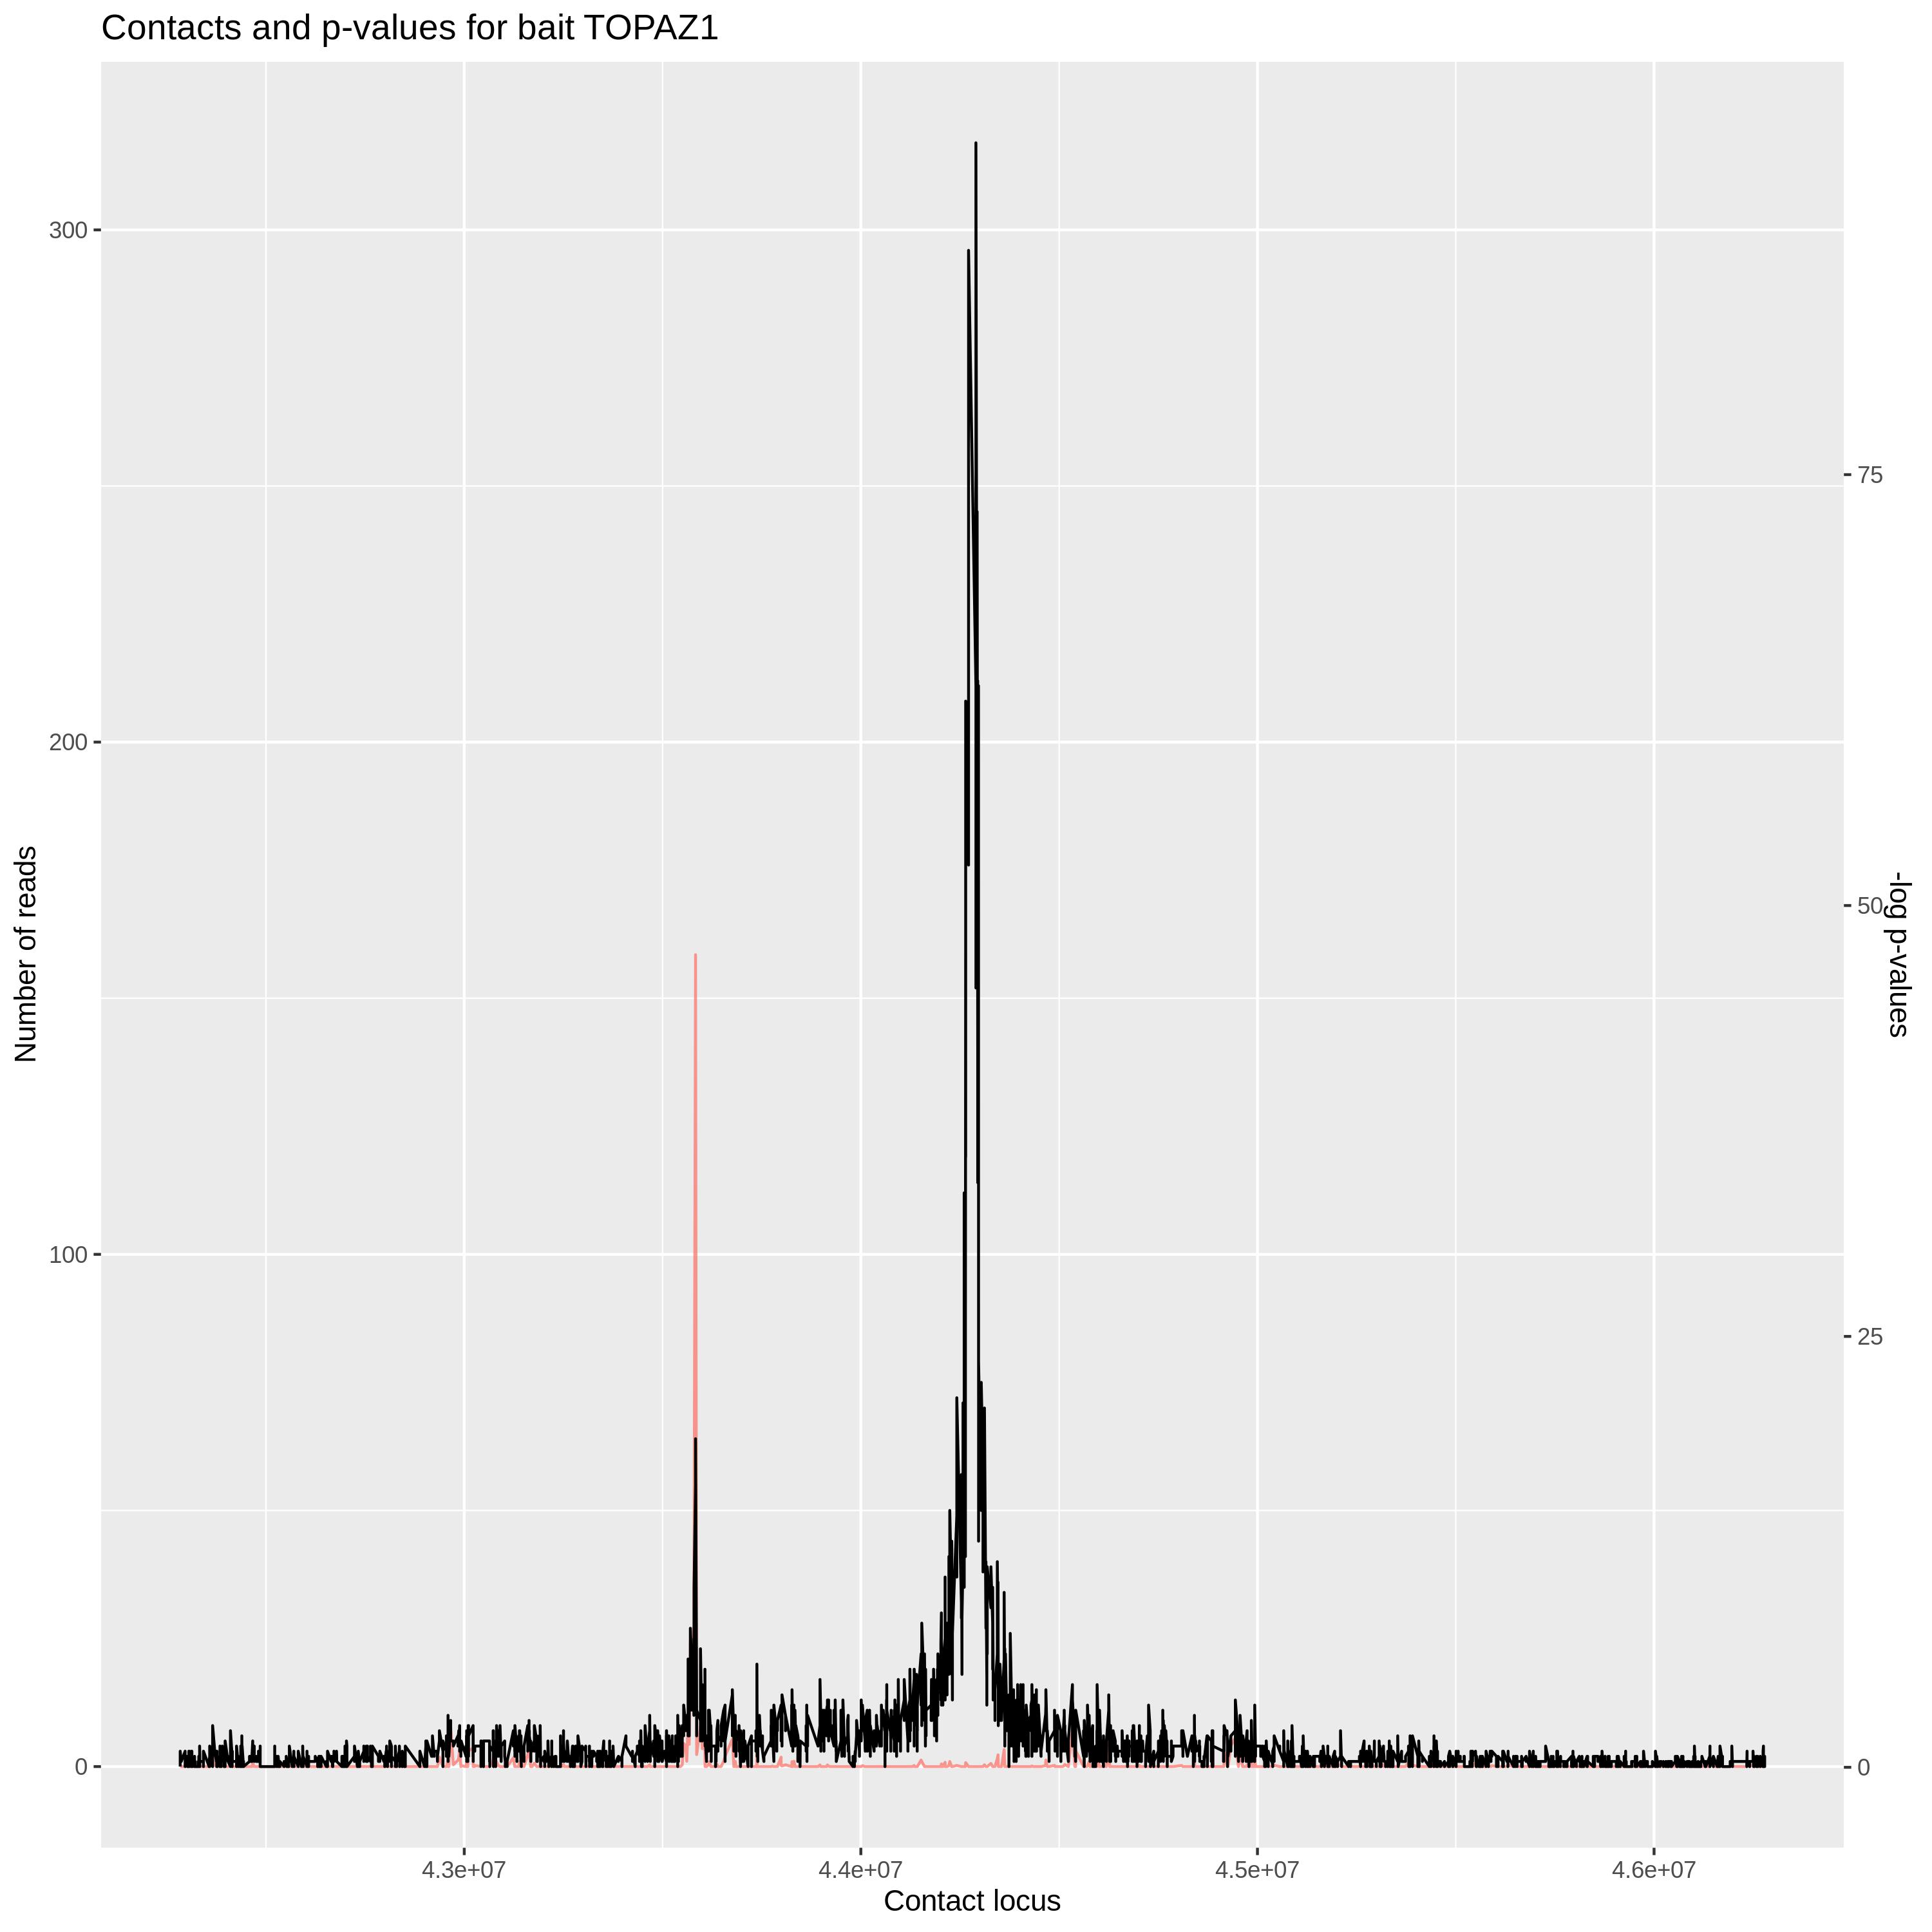 Contacts and p-values for bait TOPAZ1
300
200
100
0
Number of reads
75
50
25
0
-log p-values
4.3e+07 4.4e+07 4.5e+07 4.6e+07
Contact locus